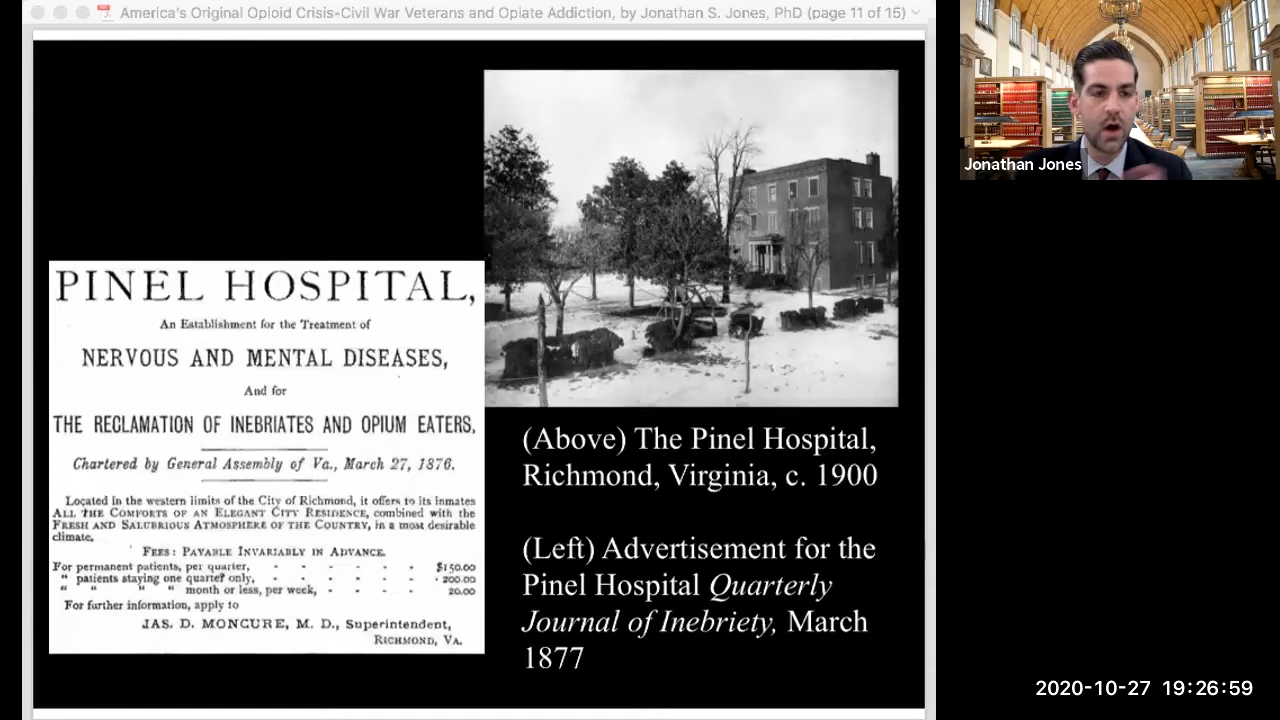 America's Original Opioid Crisis-Civil War Veterans and Opiate Addiction, by Jonathan S. Jones, PhD (page 11 of 15)
PINEL HOSPITAL,
An Establishment for the Treatment of
NERVOUS AND MENTAL DISEASES,
And for
THE RECLAMATION OF INEBRIATES AND OPIUM EATERS,
Chartered by General Assembly of Va., March 27, 1876.
Located in the western limits of the City of Richmond, it offers to its inmates
ALL THE COMFORTS OF AN ELEGANT CITY RESIDENCE, combined with the
FRESH AND SALUBRIOUS ATMOSPHERE OF THE COUNTRY, in a most desirable
climate.
FEES: PAYABLE INVARIABLY IN ADVANCE.
For permanent patients, per quarter, - - - - - - $150.00
" patients staying one quarter only, - - - - - - 200.00
" " " " month or less, per week, - - - - 20.00
For further information, apply to
JAS. D. MONCURE, M. D., Superintendent,
RICHMOND, VA.
(Above) The Pinel Hospital,
Richmond, Virginia, c. 1900
(Left) Advertisement for the
Pinel Hospital Quarterly
Journal of Inebriety, March
1877
Jonathan Jones
2020-10-27 19:26:59